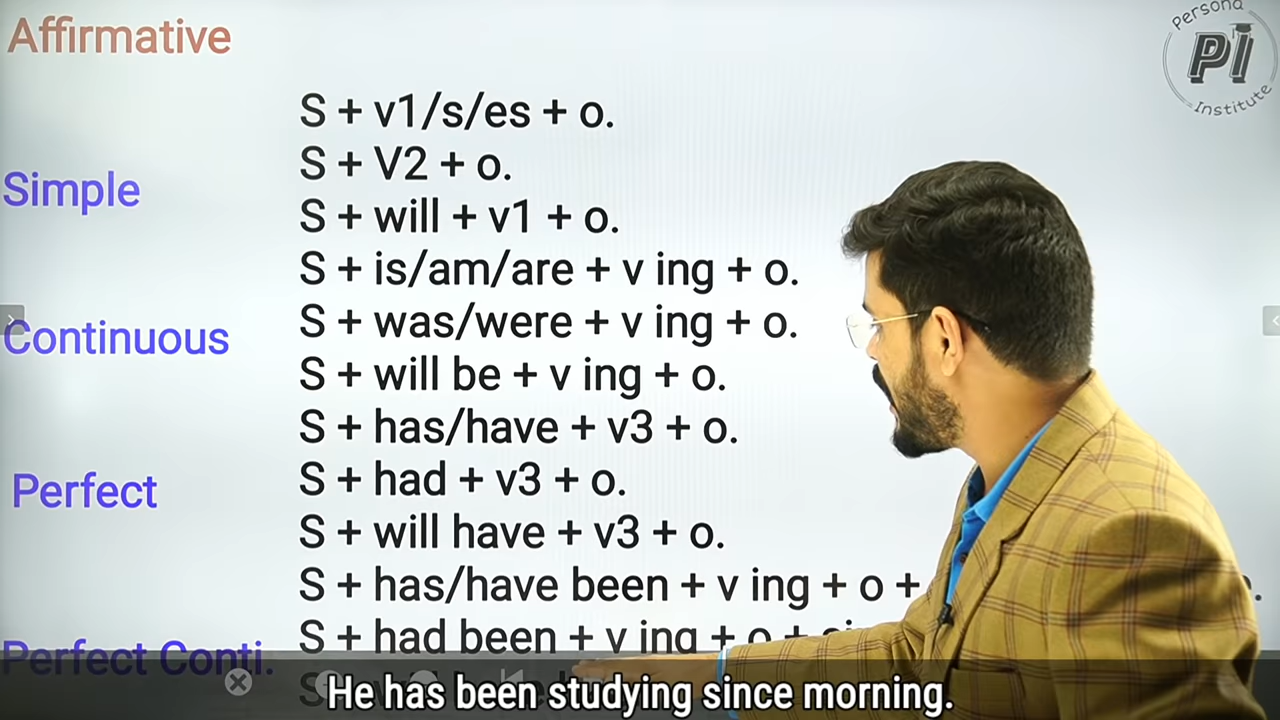 Affirmative
Persona
PI
Institute
S + v1/s/es + o.
S + V2 + o.
Simple
S + will + v1 + o.
S + is/am/are + v ing + o.
S + was/were + v ing + o.
Continuous
S + will be + v ing + o.
S + has/have + v3 + o.
S + had + v3 + o.
Perfect
S + will have + v3 + o.
S + has/have been + v ing + o +
S + had been + v ing + o +
Perfect Conti.
He has been studying since morning.